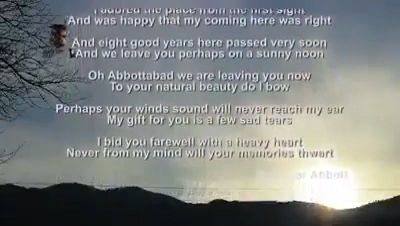 I adored the place from the first sight
And was happy that my coming here was right
And eight good years here passed very soon
And we leave you perhaps on a sunny noon
Oh Abbottabad we are leaving you now
To your natural beauty do I bow
Perhaps your winds sound will never reach my ear
My gift for you is a few sad tears
I bid you farewell with a heavy heart
Never from my mind will your memories thwart
Abbott